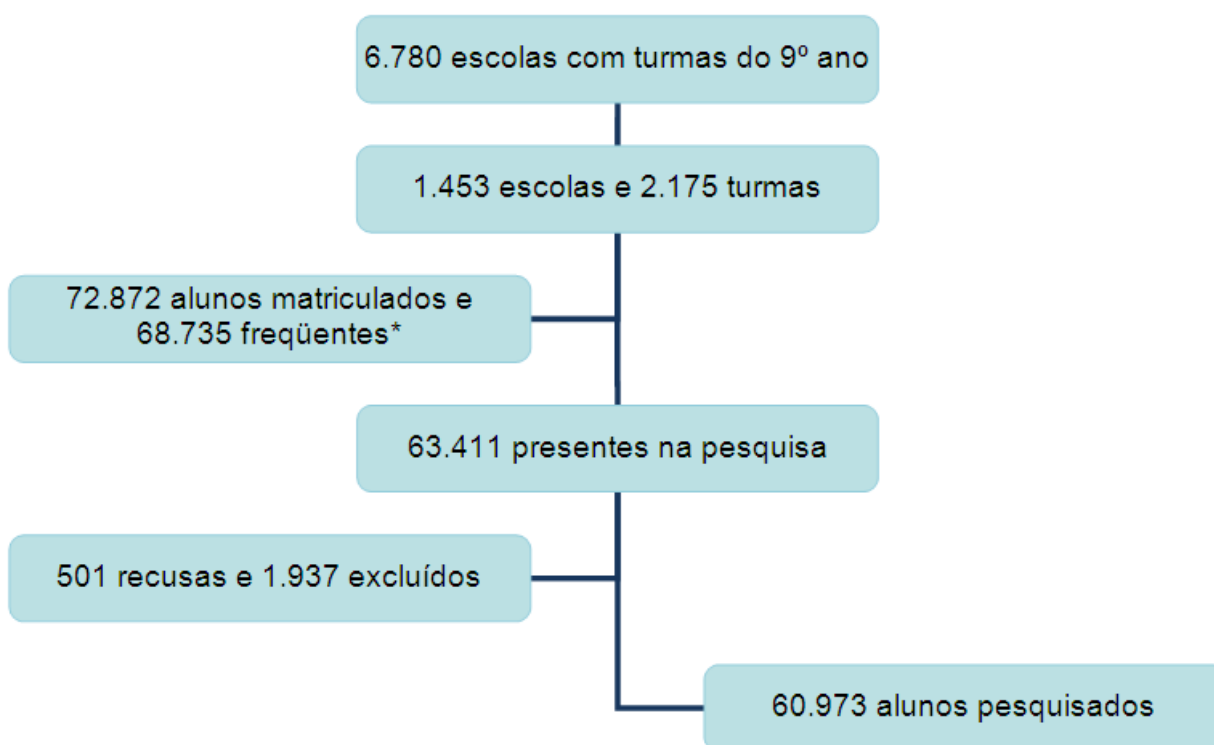 6.780 escolas com turmas do 9º ano
1.453 escolas e 2.175 turmas
72.872 alunos matriculados e
68.735 freqüentes*
63.411 presentes na pesquisa
501 recusas e 1.937 excluídos
60.973 alunos pesquisados